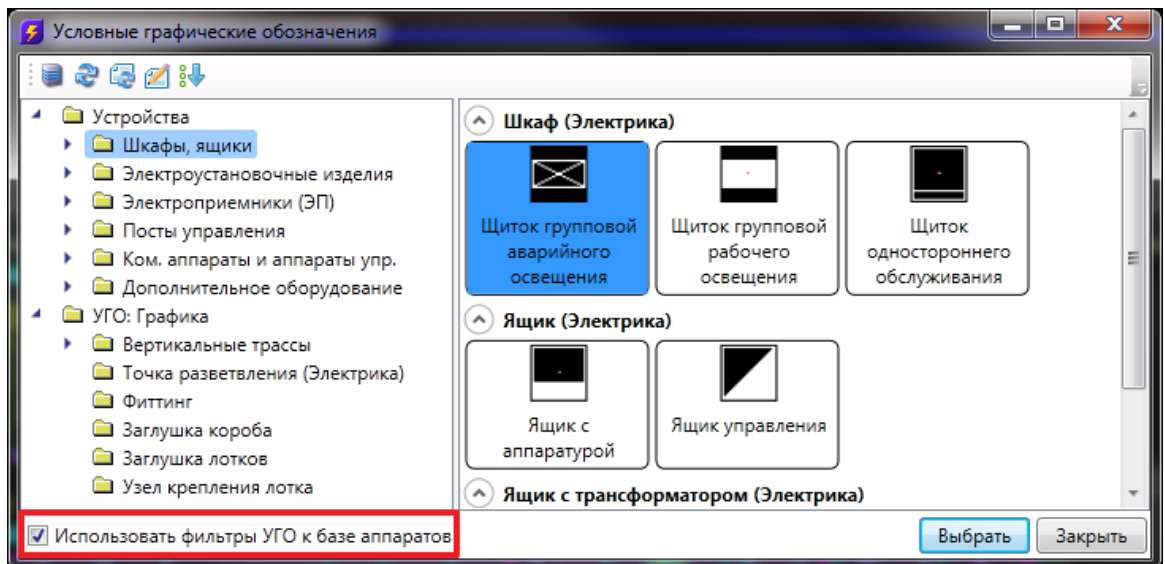 Условные графические обозначения
Устройства
Шкафы, ящики
Электроустановочные изделия
Электроприемники (ЭП)
Посты управления
Ком. аппараты и аппараты упр.
Дополнительное оборудование
УГО: Графика
Вертикальные трассы
Точка разветвления (Электрика)
Фиттинг
Заглушка короба
Заглушка лотков
Узел крепления лотка
Шкаф (Электрика)
Щиток групповой
аварийного
освещения
Щиток групповой
рабочего
освещения
Щиток
одностороннего
обслуживания
Ящик (Электрика)
Ящик с
аппаратурой
Ящик управления
Ящик с трансформатором (Электрика)
Использовать фильтры УГО к базе аппаратов
Выбрать
Закрыть